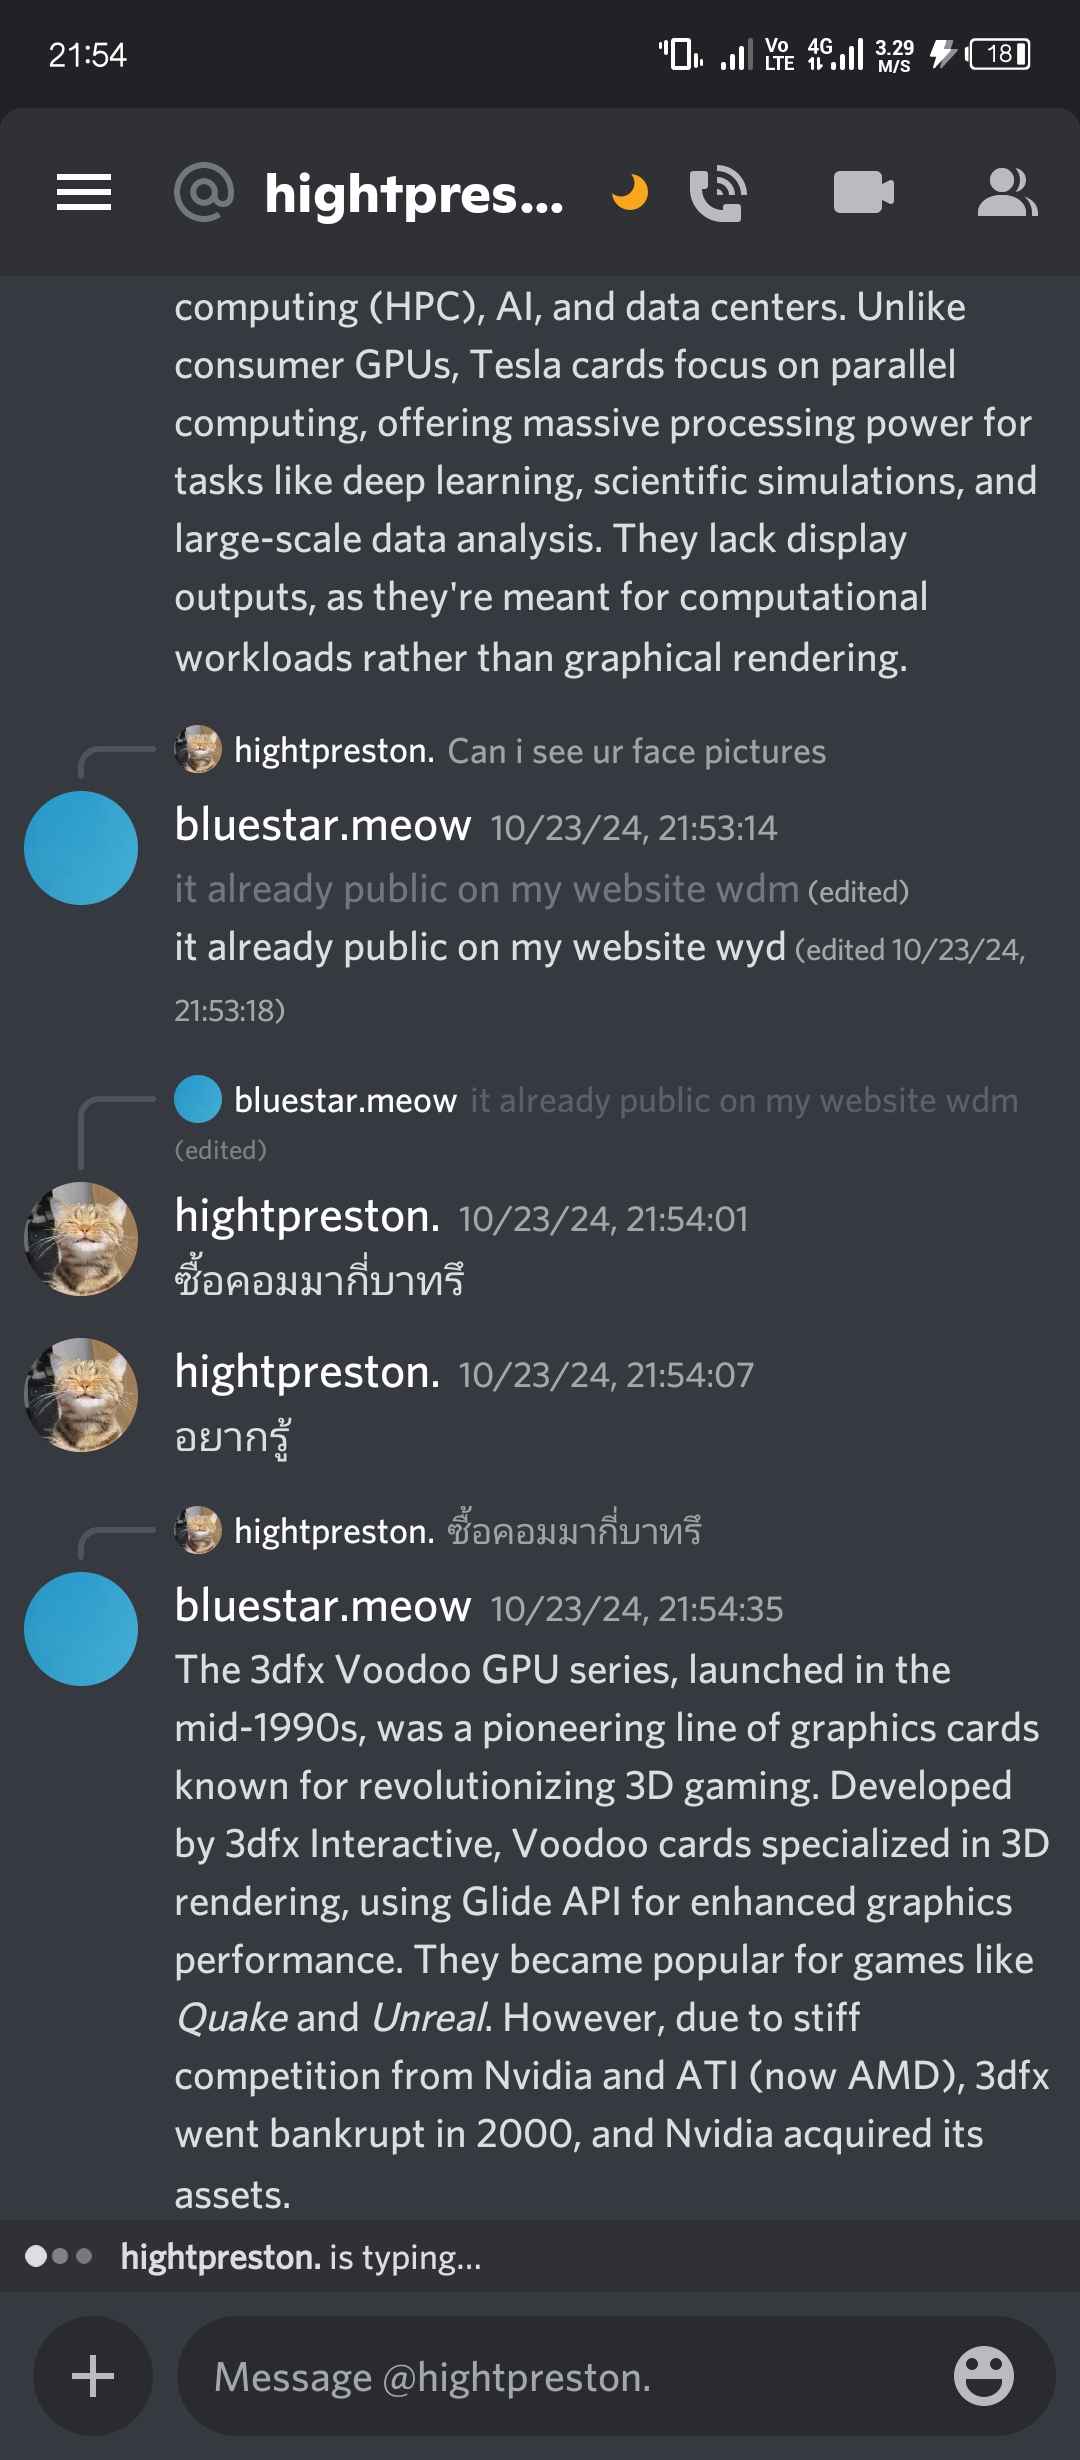 21:54
Vo LTE 4G 3.29 M/S 18
@ hightpres...
computing (HPC), AI, and data centers. Unlike
consumer GPUs, Tesla cards focus on parallel
computing, offering massive processing power for
tasks like deep learning, scientific simulations, and
large-scale data analysis. They lack display
outputs, as they're meant for computational
workloads rather than graphical rendering.
hightpreston. Can i see ur face pictures
bluestar.meow 10/23/24, 21:53:14
it already public on my website wdm (edited)
it already public on my website wyd (edited 10/23/24,
21:53:18)
bluestar.meow it already public on my website wdm
(edited)
hightpreston. 10/23/24, 21:54:01
ซื้อคอมมากี่บาทรึ
hightpreston. 10/23/24, 21:54:07
อยากรู้
hightpreston. ซื้อคอมมากี่บาทรึ
bluestar.meow 10/23/24, 21:54:35
The 3dfx Voodoo GPU series, launched in the
mid-1990s, was a pioneering line of graphics cards
known for revolutionizing 3D gaming. Developed
by 3dfx Interactive, Voodoo cards specialized in 3D
rendering, using Glide API for enhanced graphics
performance. They became popular for games like
Quake and Unreal. However, due to stiff
competition from Nvidia and ATI (now AMD), 3dfx
went bankrupt in 2000, and Nvidia acquired its
assets.
hightpreston. is typing...
Message @hightpreston.